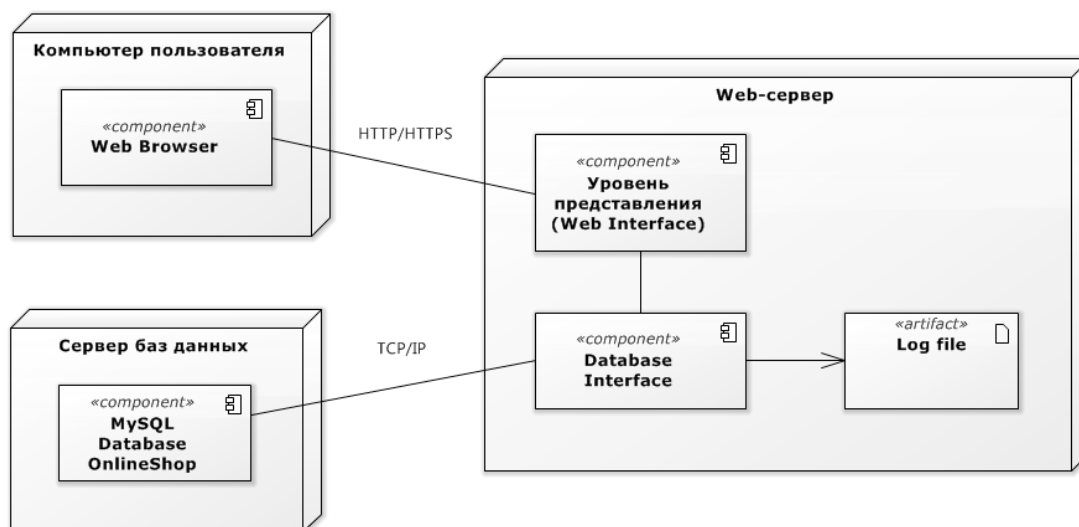 Компьютер пользователя
«component»
Web Browser
HTTP/HTTPS
Web-сервер
«component»
Уровень
представления
(Web Interface)
Сервер баз данных
«component»
MySQL
Database
OnlineShop
TCP/IP
«component»
Database
Interface
«artifact»
Log file